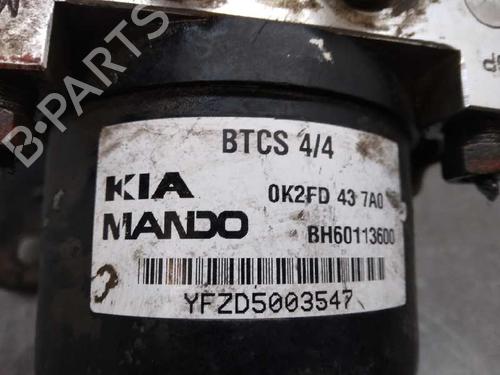 BTCS 4/4
KIA 0K2FD 43 7A0
MANDO BH60113600
YFZD5003547
B-PARTS